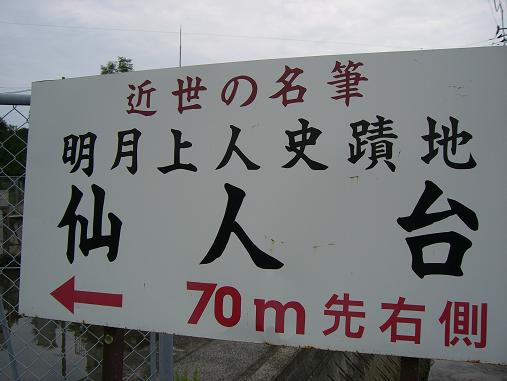 近世の名筆
明月上人史蹟地
仙人台
70m先右側